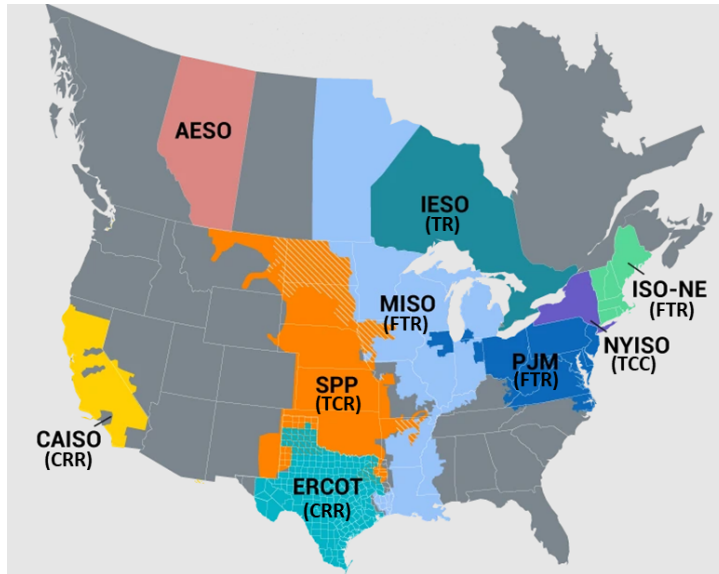 AESO
IESO
(TR)
ISO-NE
(FTR)
MISO
(FTR)
NYISO
(TCC)
PJM
(FTR)
SPP
(TCR)
CAISO
(CRR)
ERCOT
(CRR)